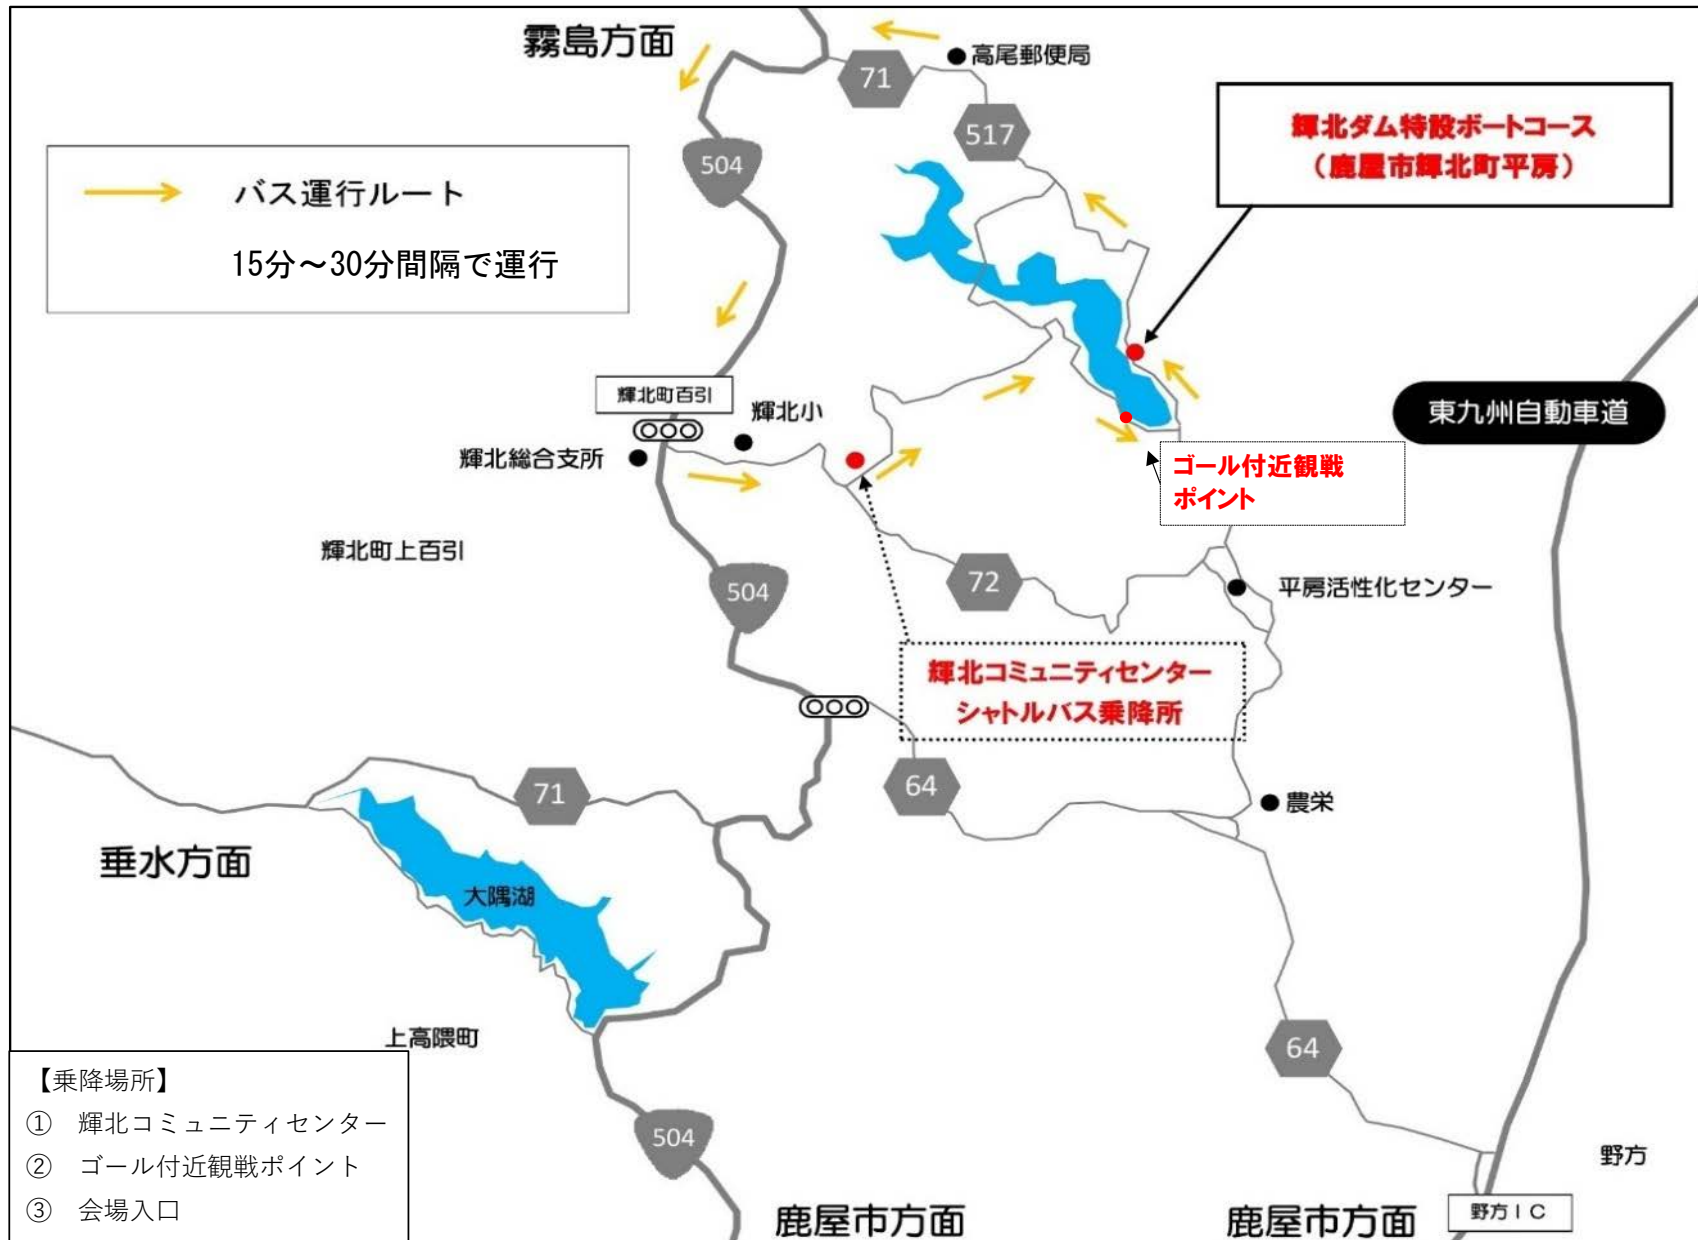 霧島方面
高尾郵便局
71
517
504
輝北ダム特設ボートコース
（鹿屋市輝北町平房）
バス運行ルート
15分～30分間隔で運行
輝北町百引
輝北小
輝北総合支所
東九州自動車道
ゴール付近観戦
ポイント
輝北町上百引
504
72
平房活性化センター
輝北コミュニティセンター
シャトルバス乗降所
71
64
農栄
垂水方面
大隅湖
上高隈町
64
504
野方
野方ＩＣ
鹿屋市方面
鹿屋市方面
【乗降場所】
① 輝北コミュニティセンター
② ゴール付近観戦ポイント
③ 会場入口